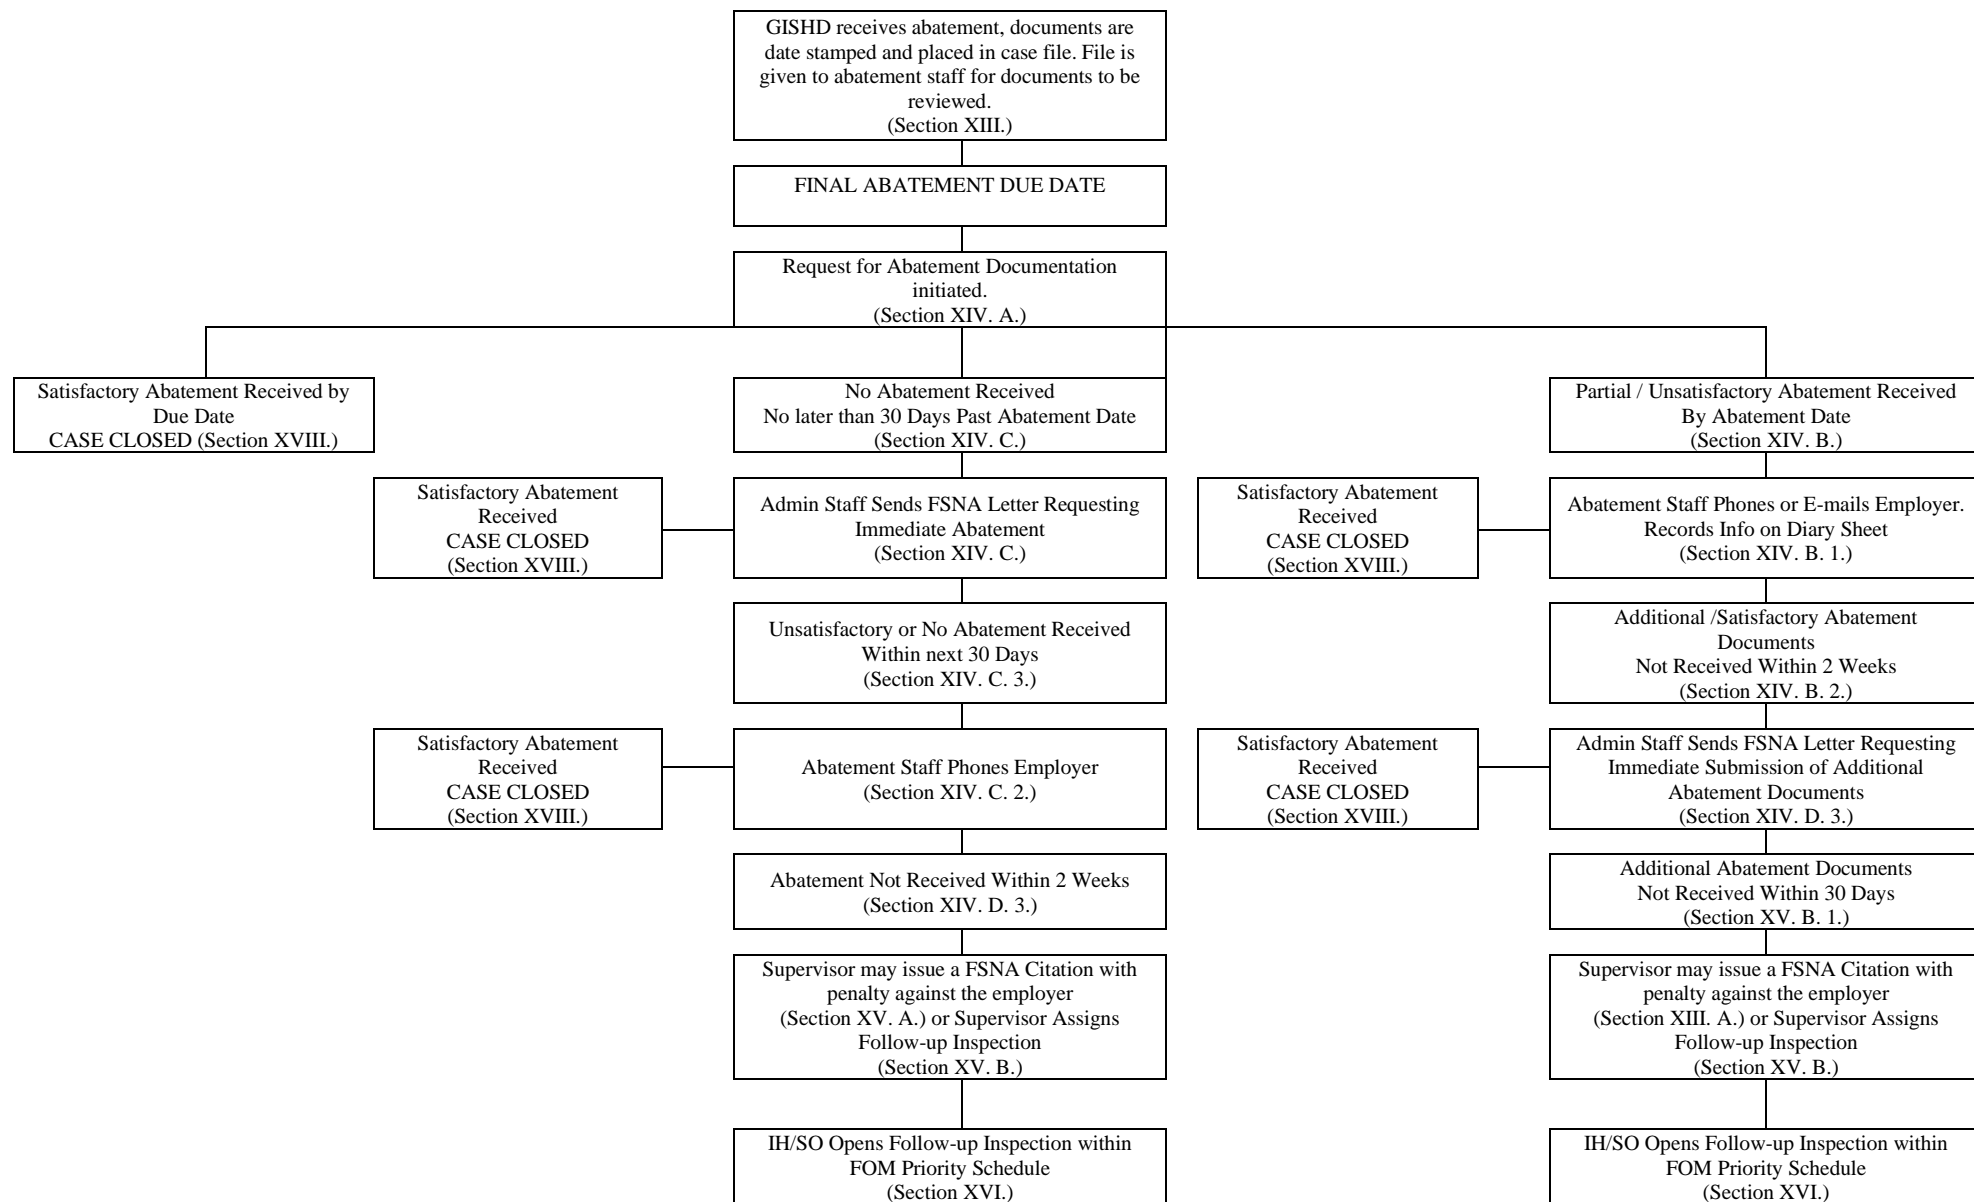 GISHD receives abatement, documents are
date stamped and placed in case file. File is
given to abatement staff for documents to be
reviewed.
(Section XIII.)
FINAL ABATEMENT DUE DATE
Request for Abatement Documentation
initiated.
(Section XIV. A.)
Satisfactory Abatement Received by
Due Date
CASE CLOSED (Section XVIII.)
No Abatement Received
No later than 30 Days Past Abatement Date
(Section XIV. C.)
Partial / Unsatisfactory Abatement Received
By Abatement Date
(Section XIV. B.)
Satisfactory Abatement
Received
CASE CLOSED
(Section XVIII.)
Admin Staff Sends FSNA Letter Requesting
Immediate Abatement
(Section XIV. C.)
Satisfactory Abatement
Received
CASE CLOSED
(Section XVIII.)
Abatement Staff Phones or E-mails Employer.
Records Info on Diary Sheet
(Section XIV. B. 1.)
Unsatisfactory or No Abatement Received
Within next 30 Days
(Section XIV. C. 3.)
Additional /Satisfactory Abatement
Documents
Not Received Within 2 Weeks
(Section XIV. B. 2.)
Satisfactory Abatement
Received
CASE CLOSED
(Section XVIII.)
Abatement Staff Phones Employer
(Section XIV. C. 2.)
Satisfactory Abatement
Received
CASE CLOSED
(Section XVIII.)
Admin Staff Sends FSNA Letter Requesting
Immediate Submission of Additional
Abatement Documents
(Section XIV. D. 3.)
Abatement Not Received Within 2 Weeks
(Section XIV. D. 3.)
Additional Abatement Documents
Not Received Within 30 Days
(Section XV. B. 1.)
Supervisor may issue a FSNA Citation with
penalty against the employer
(Section XV. A.) or Supervisor Assigns
Follow-up Inspection
(Section XV. B.)
Supervisor may issue a FSNA Citation with
penalty against the employer
(Section XIII. A.) or Supervisor Assigns
Follow-up Inspection
(Section XV. B.)
IH/SO Opens Follow-up Inspection within
FOM Priority Schedule
(Section XVI.)
IH/SO Opens Follow-up Inspection within
FOM Priority Schedule
(Section XVI.)